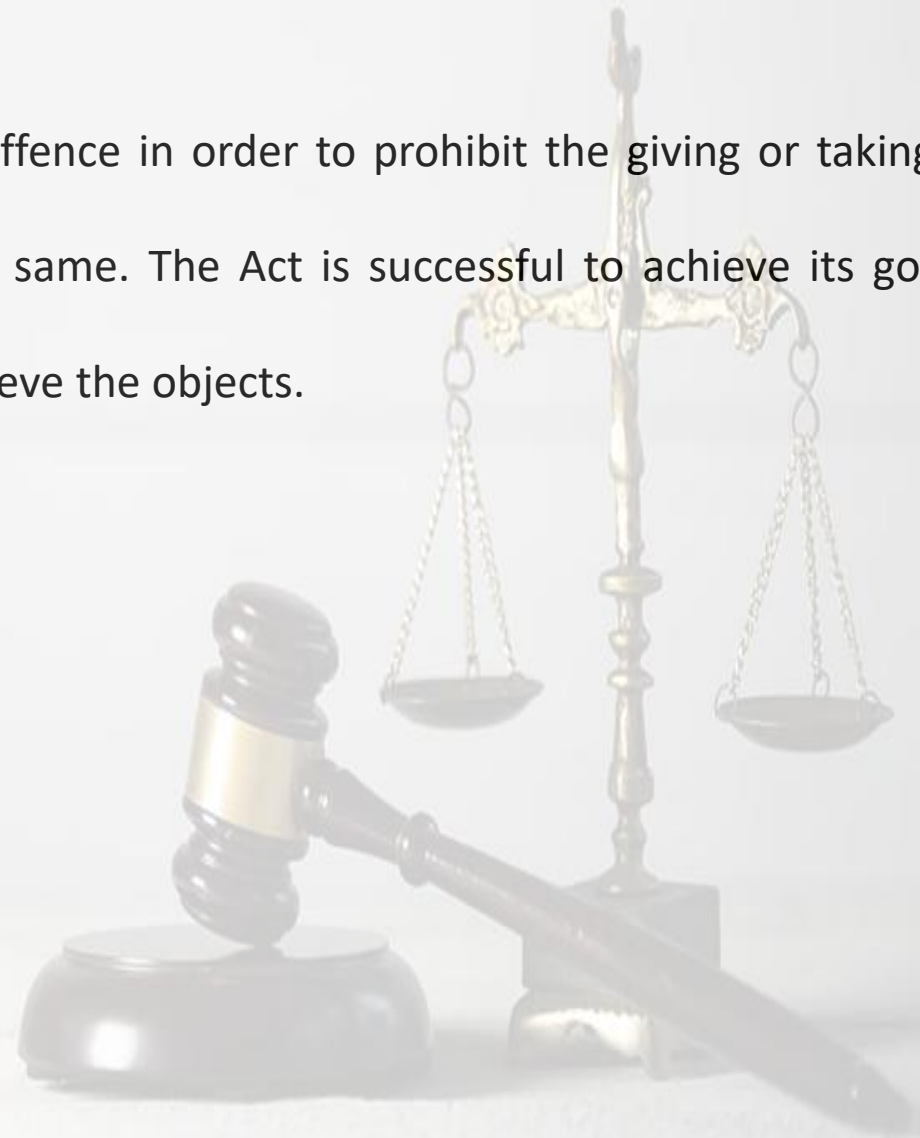 ffence in order to prohibit the giving or taking
same. The Act is successful to achieve its go
eve the objects.